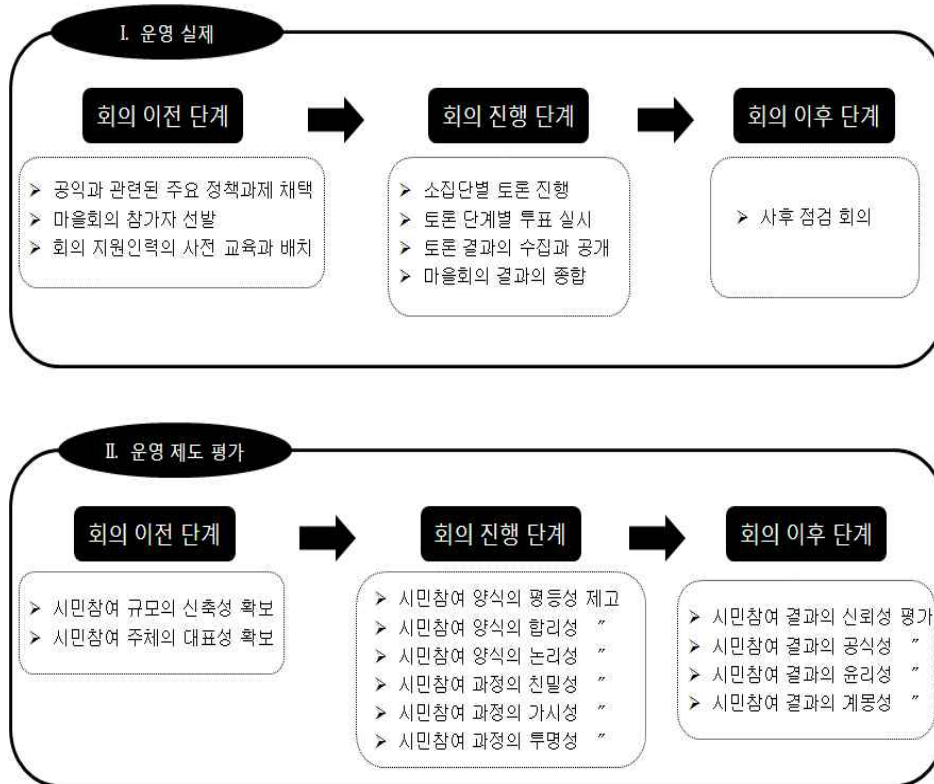 Ⅰ. 운영 실제
회의 이전 단계
➤ 공익과 관련된 주요 정책과제 채택
➤ 마을회의 참가자 선발
➤ 회의 지원인력의 사전 교육과 배치
회의 진행 단계
➤ 소집단별 토론 진행
➤ 토론 단계별 투표 실시
➤ 토론 결과의 수집과 공개
➤ 마을회의 결과의 종합
회의 이후 단계
➤ 사후 점검 회의
Ⅱ. 운영 제도 평가
회의 이전 단계
➤ 시민참여 규모의 신축성 확보
➤ 시민참여 주체의 대표성 확보
회의 진행 단계
➤ 시민참여 양식의 평등성 제고
➤ 시민참여 양식의 합리성 〃
➤ 시민참여 양식의 논리성 〃
➤ 시민참여 과정의 친밀성 〃
➤ 시민참여 과정의 가시성 〃
➤ 시민참여 과정의 투명성 〃
회의 이후 단계
➤ 시민참여 결과의 신뢰성 평가
➤ 시민참여 결과의 공식성 〃
➤ 시민참여 결과의 윤리성 〃
➤ 시민참여 결과의 계몽성 〃